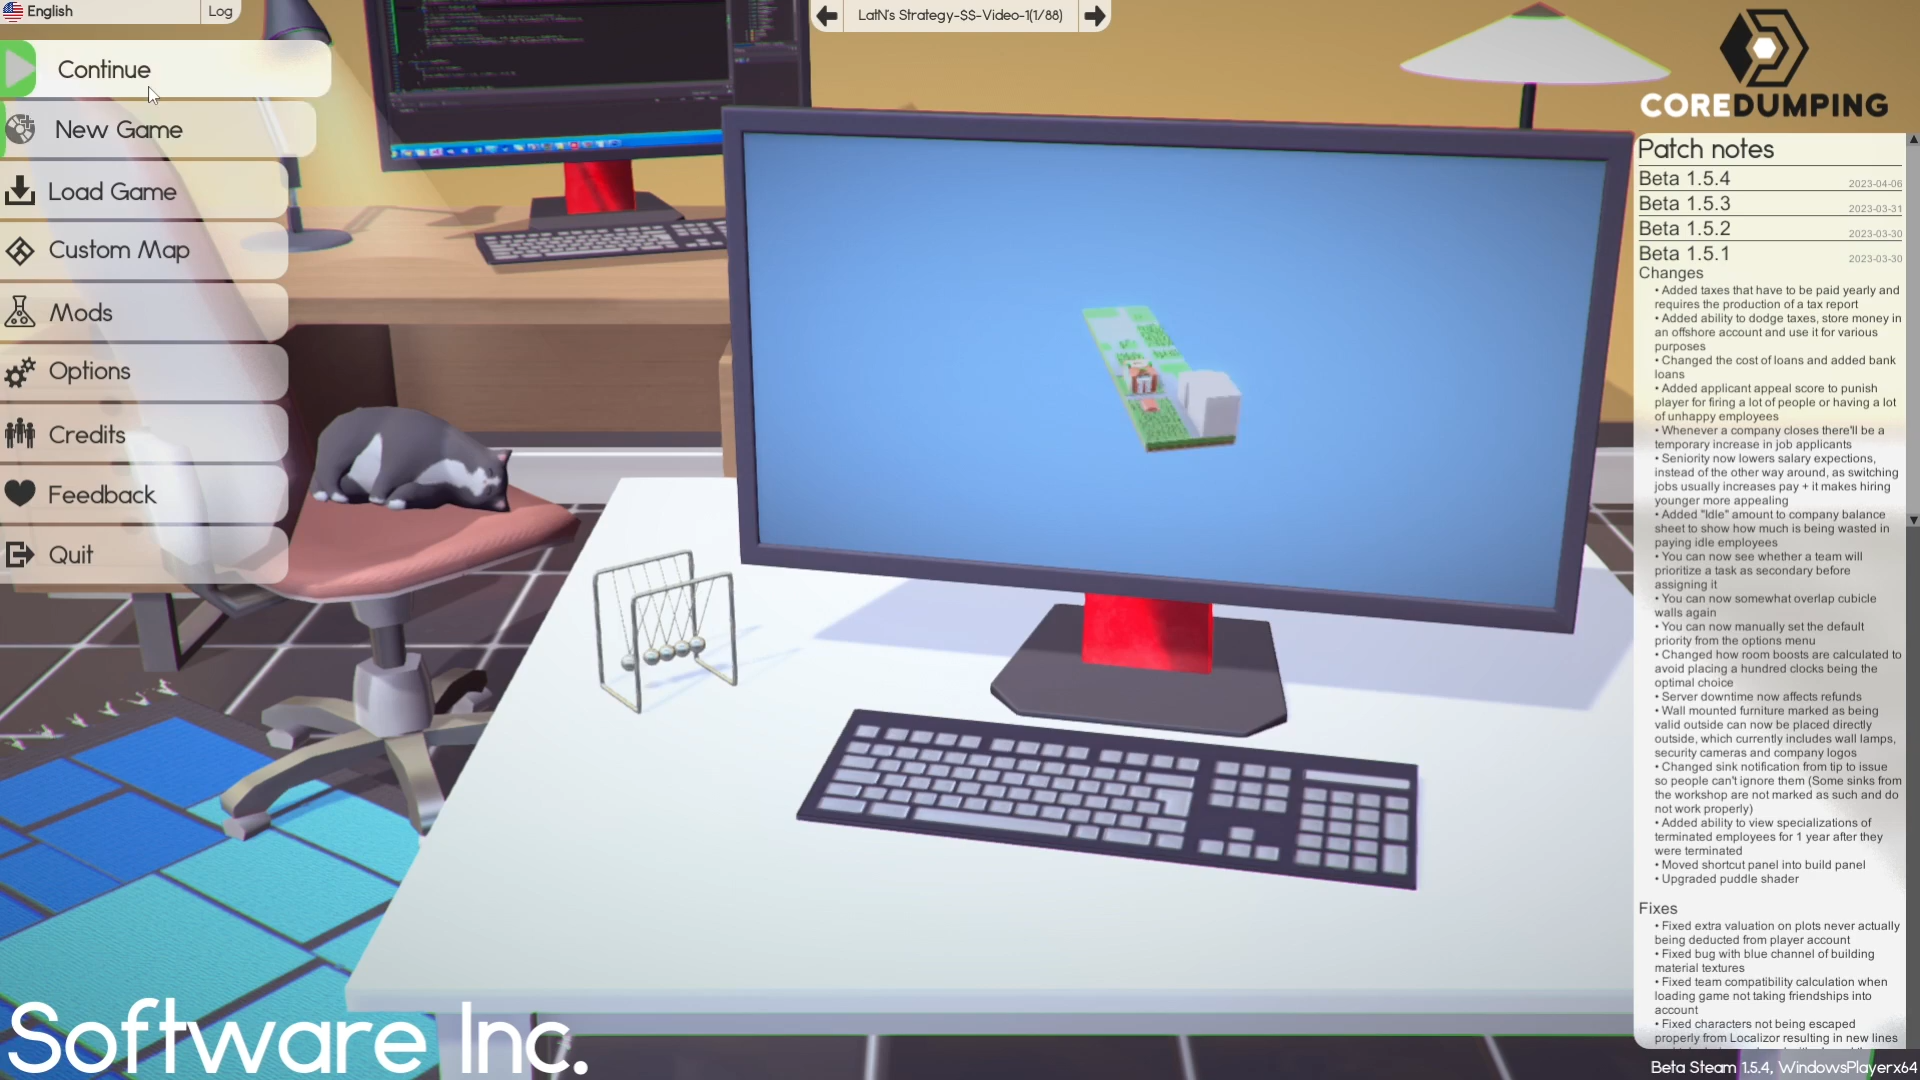 English
Log
LatN's Strategy-$$-Video-1(1/88)
Continue
New Game
Load Game
Custom Map
Mods
Options
Credits
Feedback
Quit
COREDUMPING
Patch notes
Beta 1.5.4 2023-04-06
Beta 1.5.3 2023-03-31
Beta 1.5.2 2023-03-30
Beta 1.5.1 2023-03-30
Changes
• Added taxes that have to be paid yearly and
requires the production of a tax report
• Added ability to dodge taxes, store money in
an offshore account and use it for various
purposes
• Changed the cost of loans and added bank
loans
• Added applicant appeal score to punish
player for firing a lot of people or having a lot
of unhappy employees
• Whenever a company closes there'll be a
temporary increase in job applicants
• Seniority now lowers salary expections,
instead of the other way around, as switching
jobs usually increases pay + it makes hiring
younger more appealing
• Added "Idle" amount to company balance
sheet to show how much is being wasted in
paying idle employees
• You can now see whether a team will
prioritize a task as secondary before
assigning it
• You can now somewhat overlap cubicle
walls again
• You can now manually set the default
priority from the options menu
• Changed how room boosts are calculated to
avoid placing a hundred clocks being the
optimal choice
• Server downtime now affects refunds
• Wall mounted furniture marked as being
valid outside can now be placed directly
outside, which currently includes wall lamps,
security cameras and company logos
• Changed sink notification from tip to issue
so people can't ignore them (Some sinks from
the workshop are not marked as such and do
not work properly)
• Added ability to view specializations of
terminated employees for 1 year after they
were terminated
• Moved shortcut panel into build panel
• Upgraded puddle shader
Fixes
• Fixed extra valuation on plots never actually
being deducted from player account
• Fixed bug with blue channel of building
material textures
• Fixed team compatibility calculation when
loading game not taking friendships into
account
• Fixed characters not being escaped
properly from Localizor resulting in new lines
Software Inc.
Beta Steam 1.5.4, WindowsPlayerx64